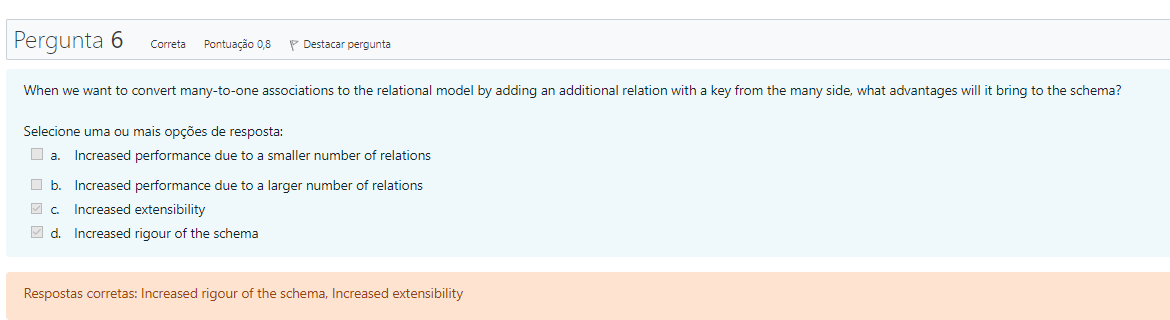 Pergunta 6 Correta Pontuação 0,8 Destacar pergunta
When we want to convert many-to-one associations to the relational model by adding an additional relation with a key from the many side, what advantages will it bring to the schema?
Selecione uma ou mais opções de resposta:
a. Increased performance due to a smaller number of relations
b. Increased performance due to a larger number of relations
c. Increased extensibility
d. Increased rigour of the schema
Respostas corretas: Increased rigour of the schema, Increased extensibility